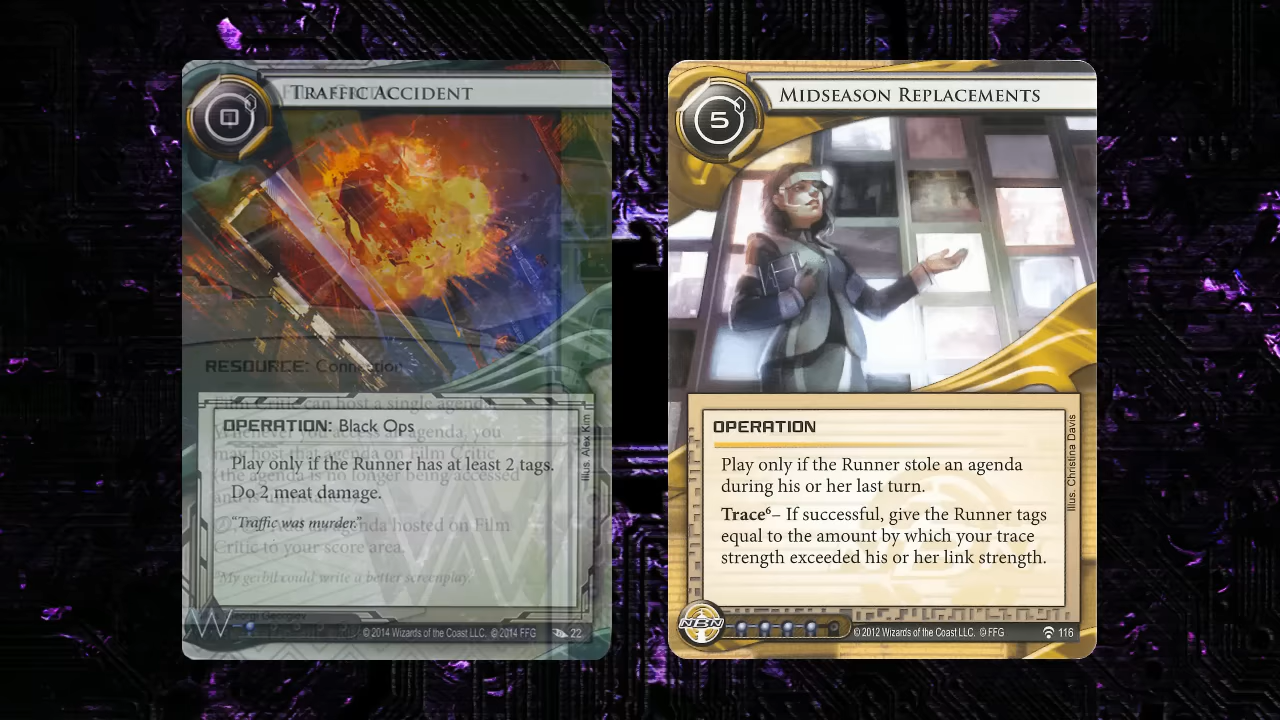 TRAFFIC ACCIDENT
0
RESOURCE: Connection
Film Critic can host a single agenda.
Whenever you access an agenda, you
may host that agenda on Film Critic
the agenda is no longer being accessed
OPERATION: Black Ops
Play only if the Runner has at least 2 tags.
Do 2 meat damage.
"Traffic was murder."
agenda hosted on Film
Critic to your score area.
"My gerbil could write a better screenplay."
Illus. Alex Kim
© 2014 Wizards of the Coast LLC. © 2014 FFG
22
MIDSEASON REPLACEMENTS
5
OPERATION
Play only if the Runner stole an agenda
during his or her last turn.
Trace⁶– If successful, give the Runner tags
equal to the amount by which your trace
strength exceeded his or her link strength.
Illus. Christina Davis
NBN
© 2012 Wizards of the Coast LLC. © FFG
116